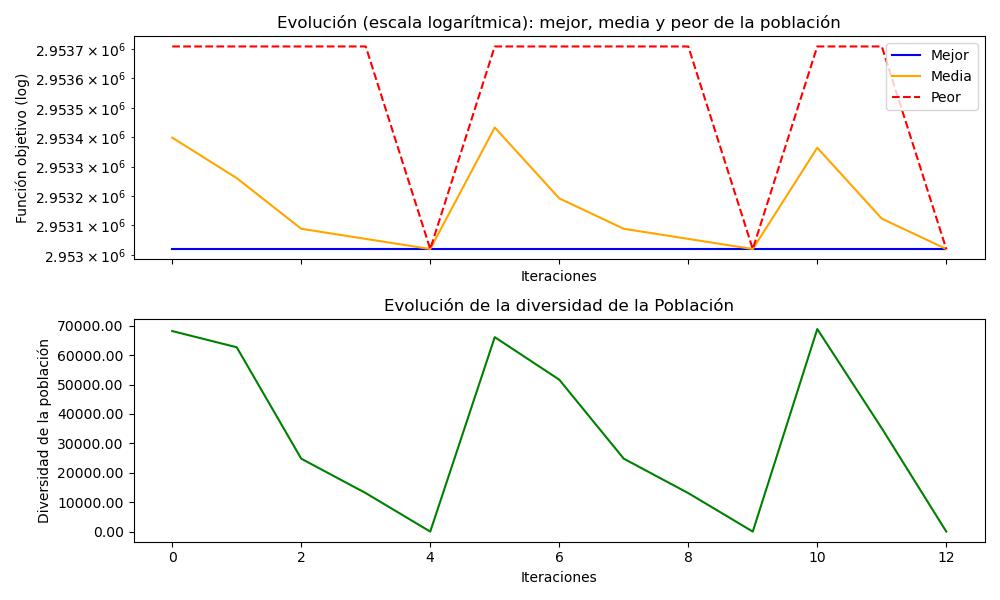 Evolución (escala logarítmica): mejor, media y peor de la población
Función objetivo (log)
2.9537 × 10⁶
2.9536 × 10⁶
2.9535 × 10⁶
2.9534 × 10⁶
2.9533 × 10⁶
2.9532 × 10⁶
2.9531 × 10⁶
2.953 × 10⁶
Mejor
Media
Peor
Iteraciones
Evolución de la diversidad de la Población
Diversidad de la población
70000.00
60000.00
50000.00
40000.00
30000.00
20000.00
10000.00
0.00
0 2 4 6 8 10 12
Iteraciones